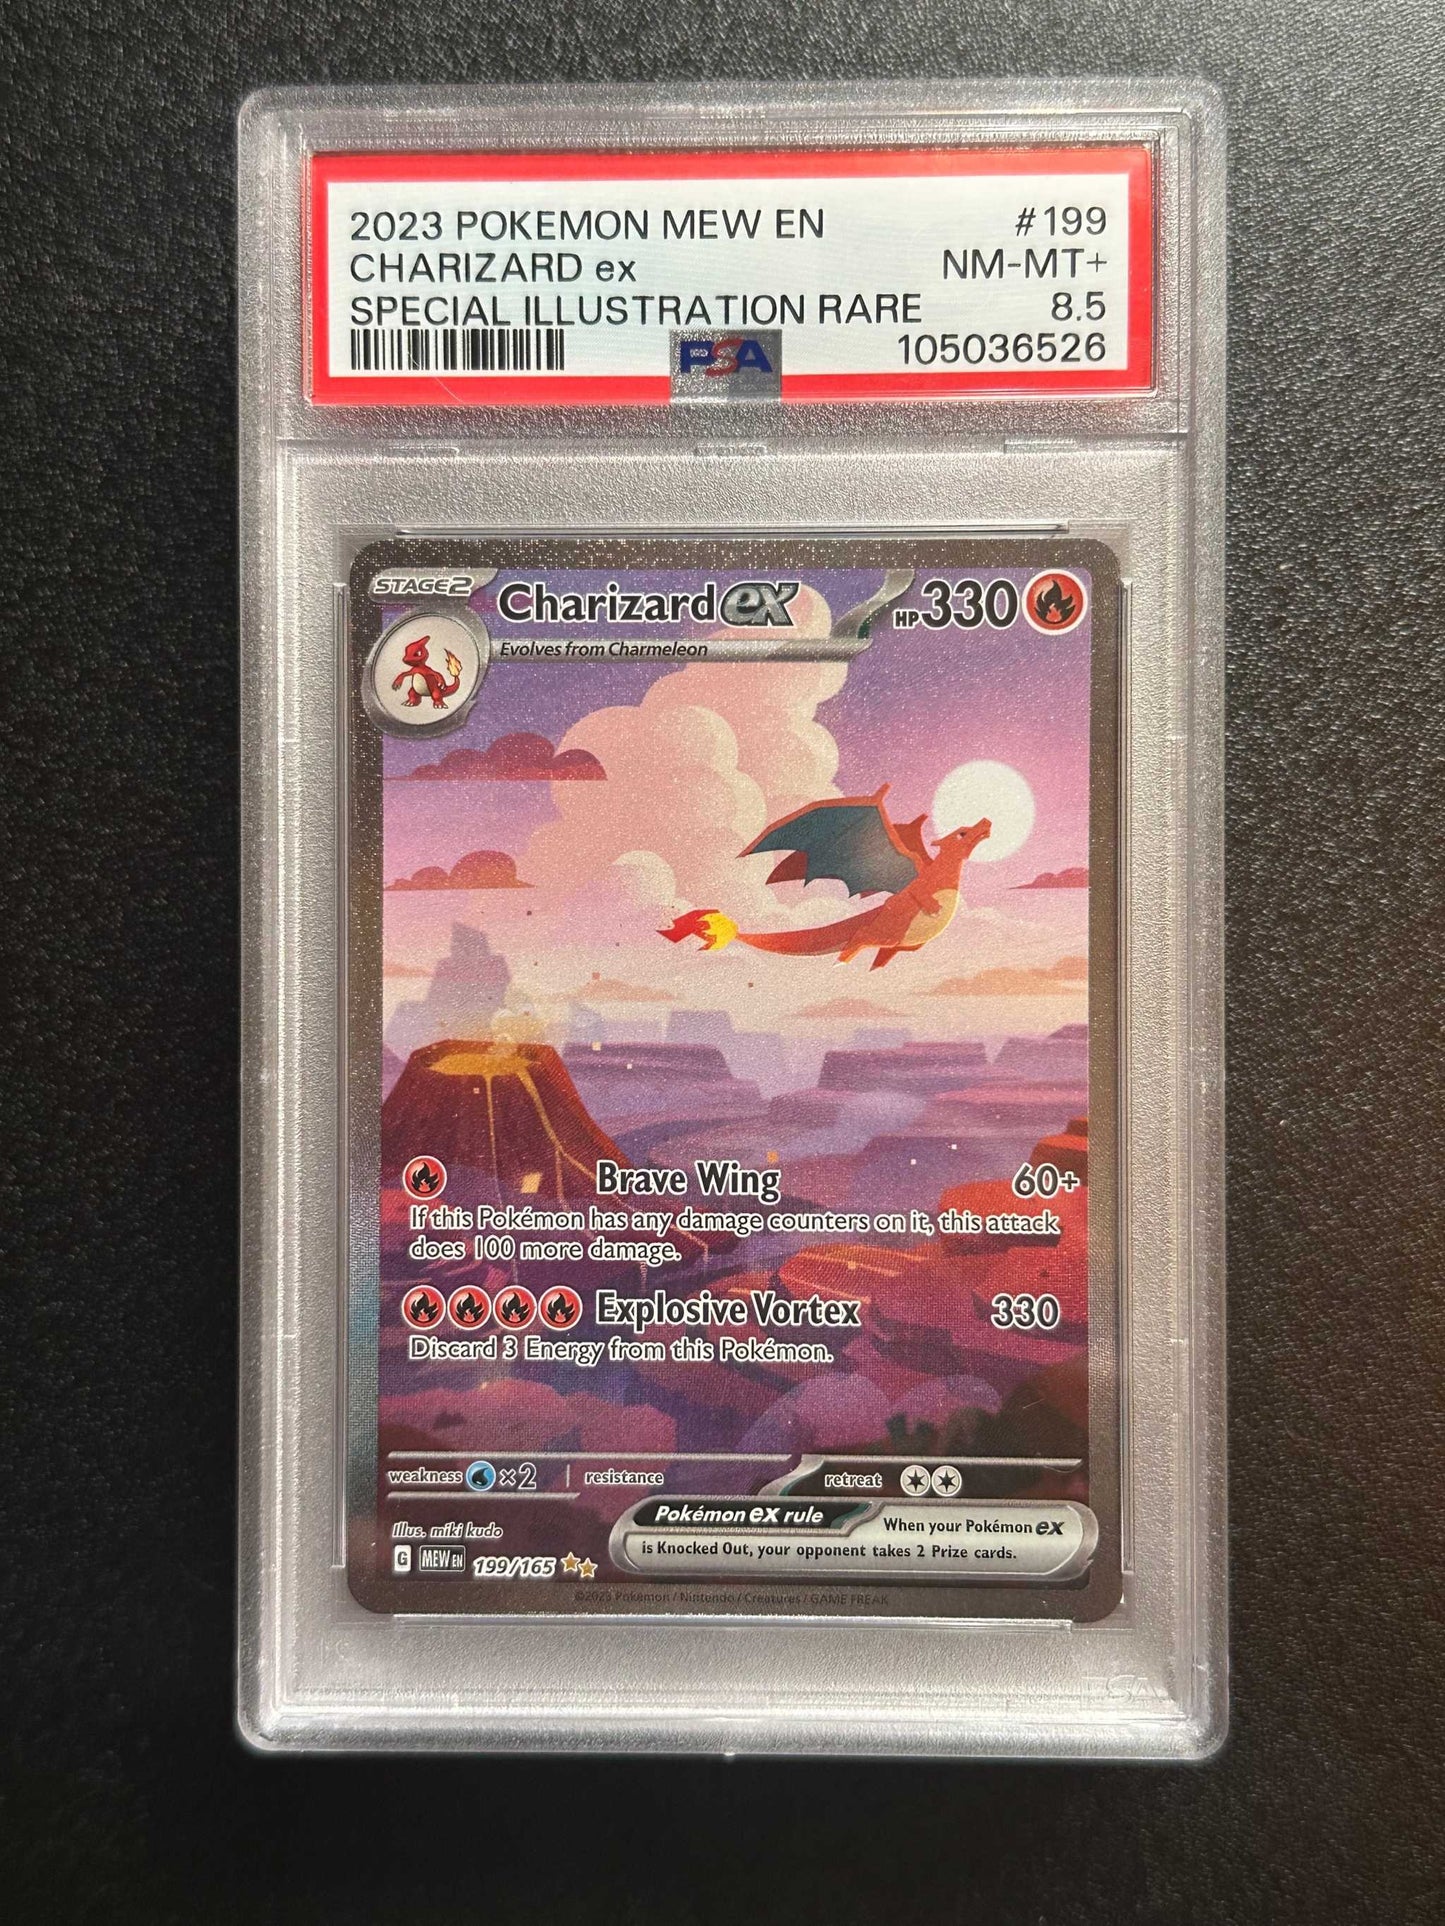 2023 POKEMON MEW EN #199
CHARIZARD ex NM-MT+
SPECIAL ILLUSTRATION RARE 8.5
PSA 105036526
STAGE2 Charizard ex HP 330
Evolves from Charmeleon
Brave Wing 60+
If this Pokémon has any damage counters on it, this attack
does 100 more damage.
Explosive Vortex 330
Discard 3 Energy from this Pokémon.
weakness ×2 resistance retreat
Pokémon ex rule When your Pokémon ex
is Knocked Out, your opponent takes 2 Prize cards.
Illus. miki kudo
G MEW EN 199/165
©2023 Pokémon / Nintendo / Creatures / GAME FREAK
PSA